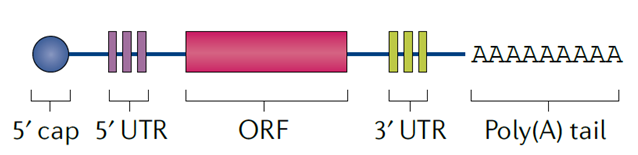 AAAAAAAAA
5′ cap 5′ UTR ORF 3′ UTR Poly(A) tail